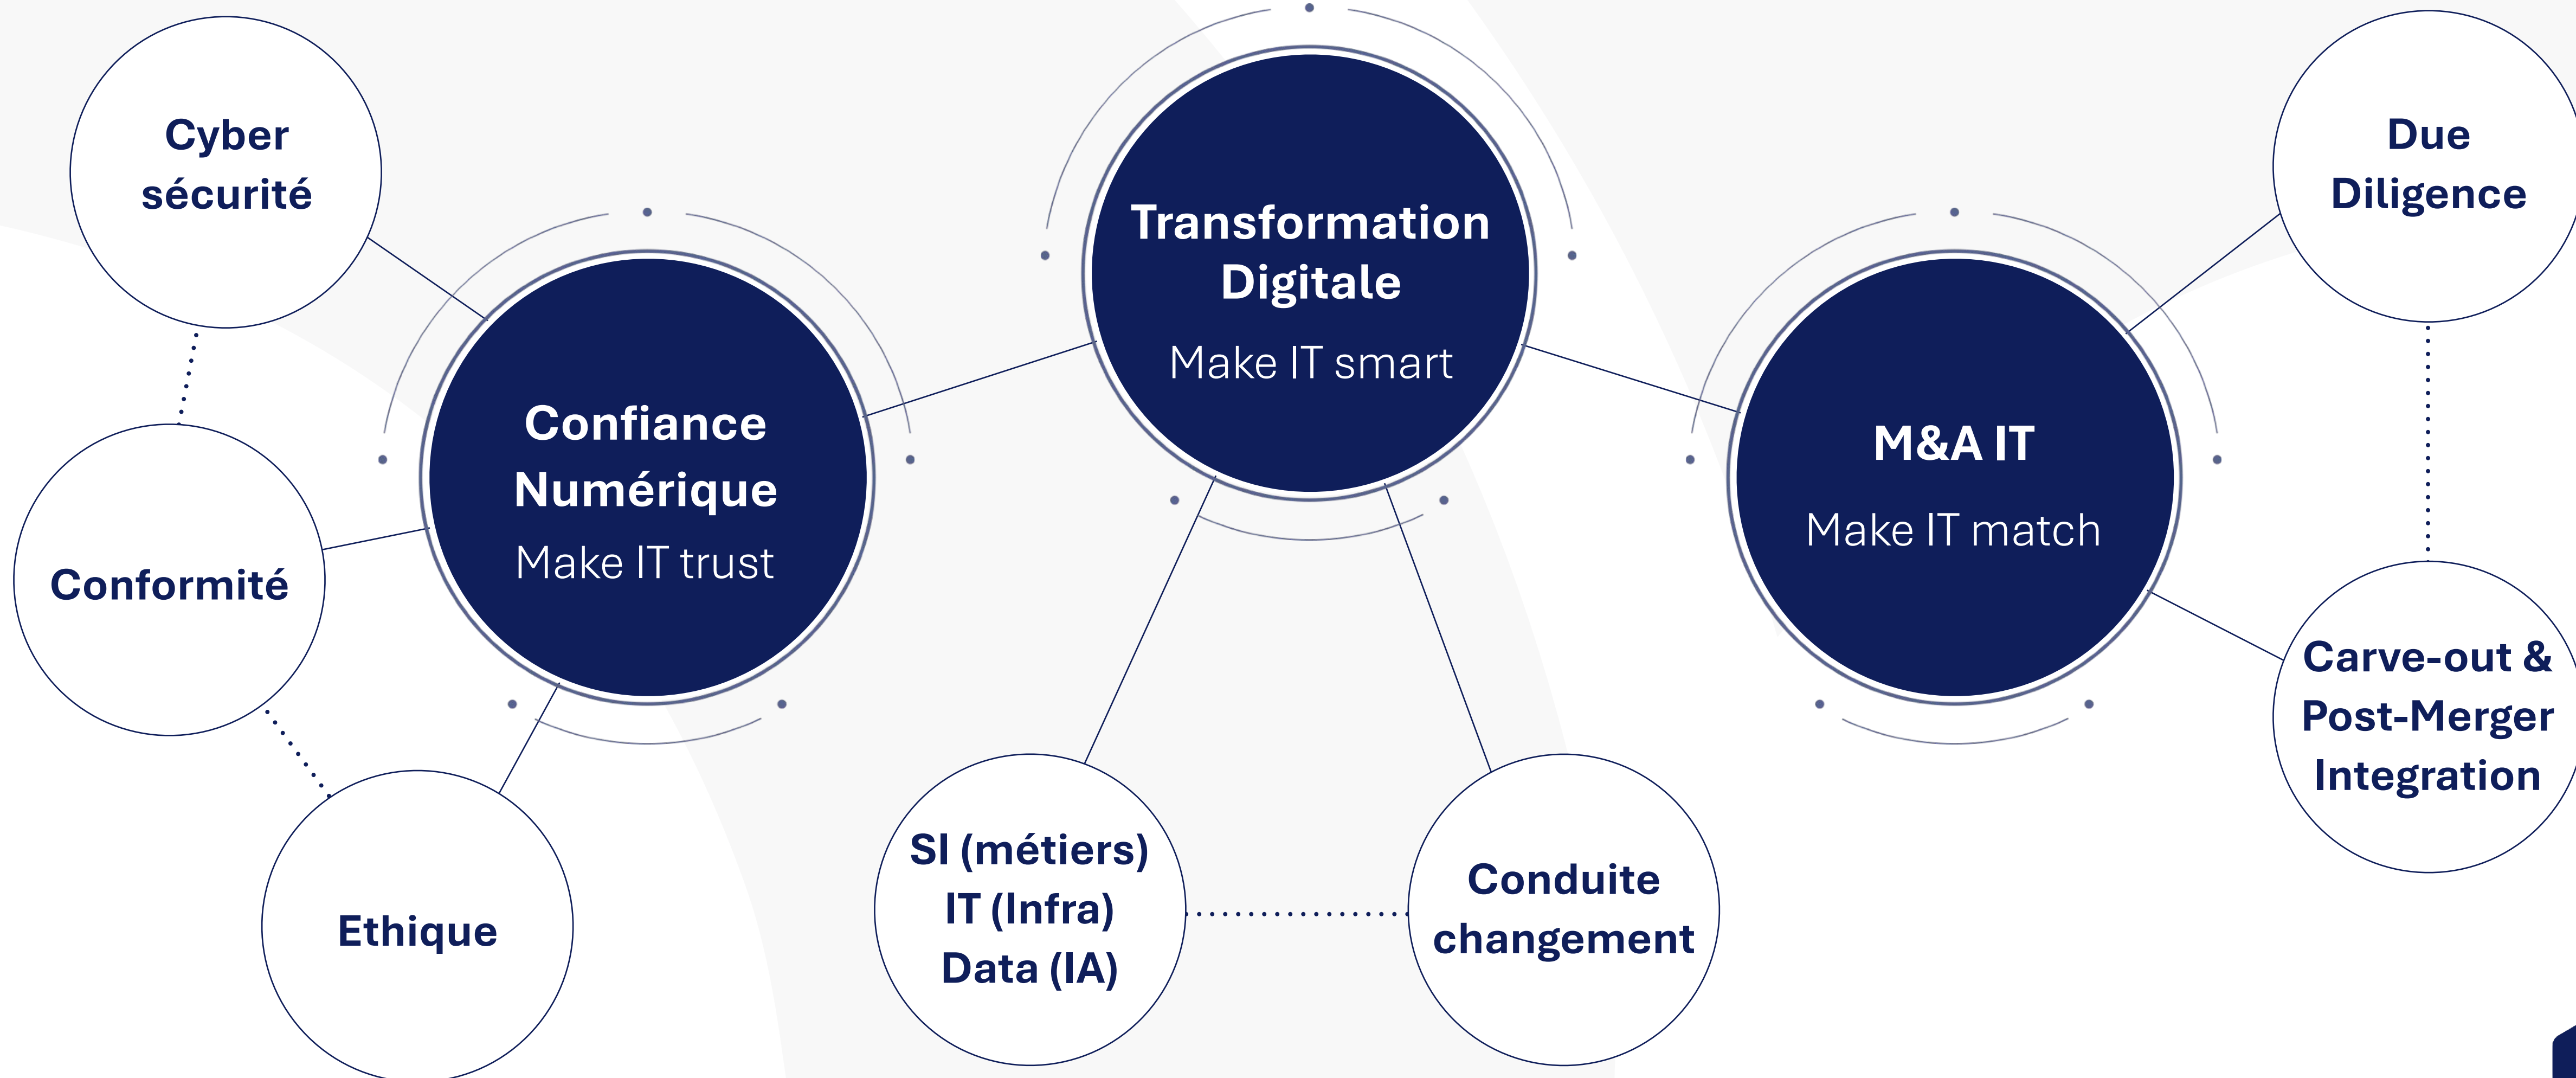 Cyber
sécurité
Conformité
Ethique
Confiance
Numérique
Make IT trust
Transformation
Digitale
Make IT smart
SI (métiers)
IT (Infra)
Data (IA)
Conduite
changement
M&A IT
Make IT match
Due
Diligence
Carve-out &
Post-Merger
Integration